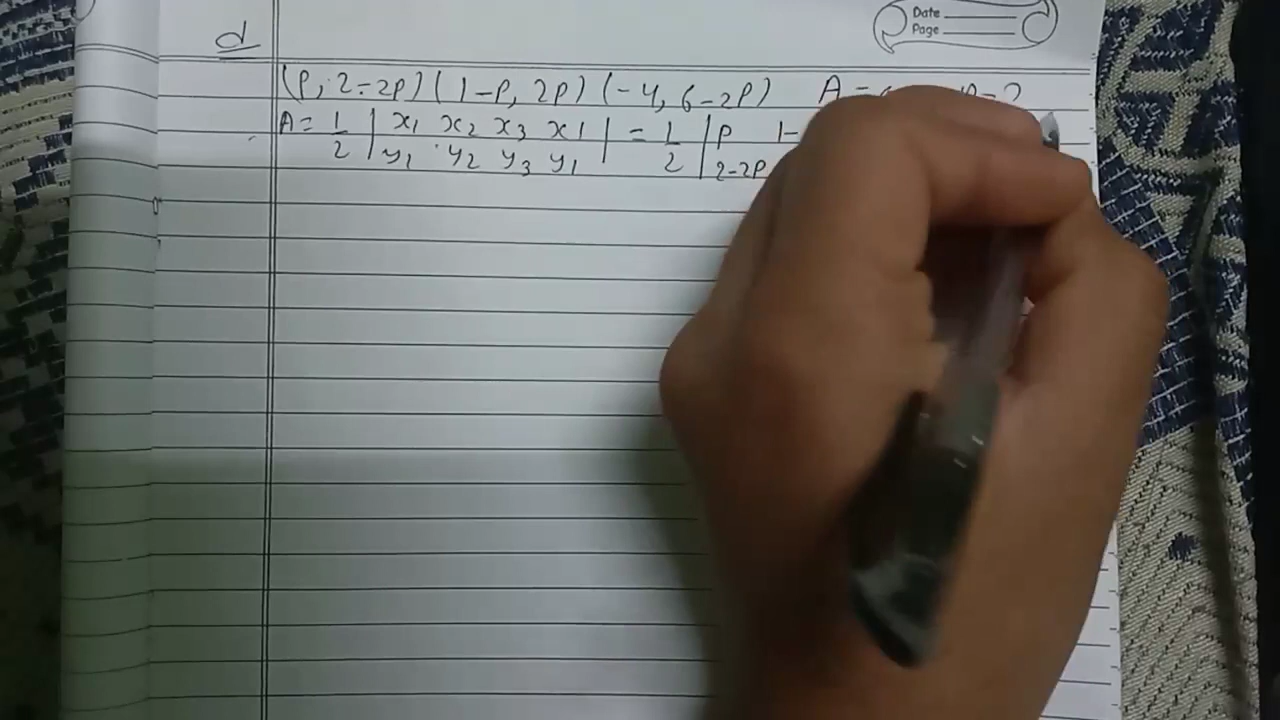 Date
Page
d
(P, 2-2P) (1-P, 2P) (-4, 6-2P) A =
A = 1/2 | x1 x2 x3 x1 | = 1/2 | P 1-
y1 y2 y3 y1 2-2P